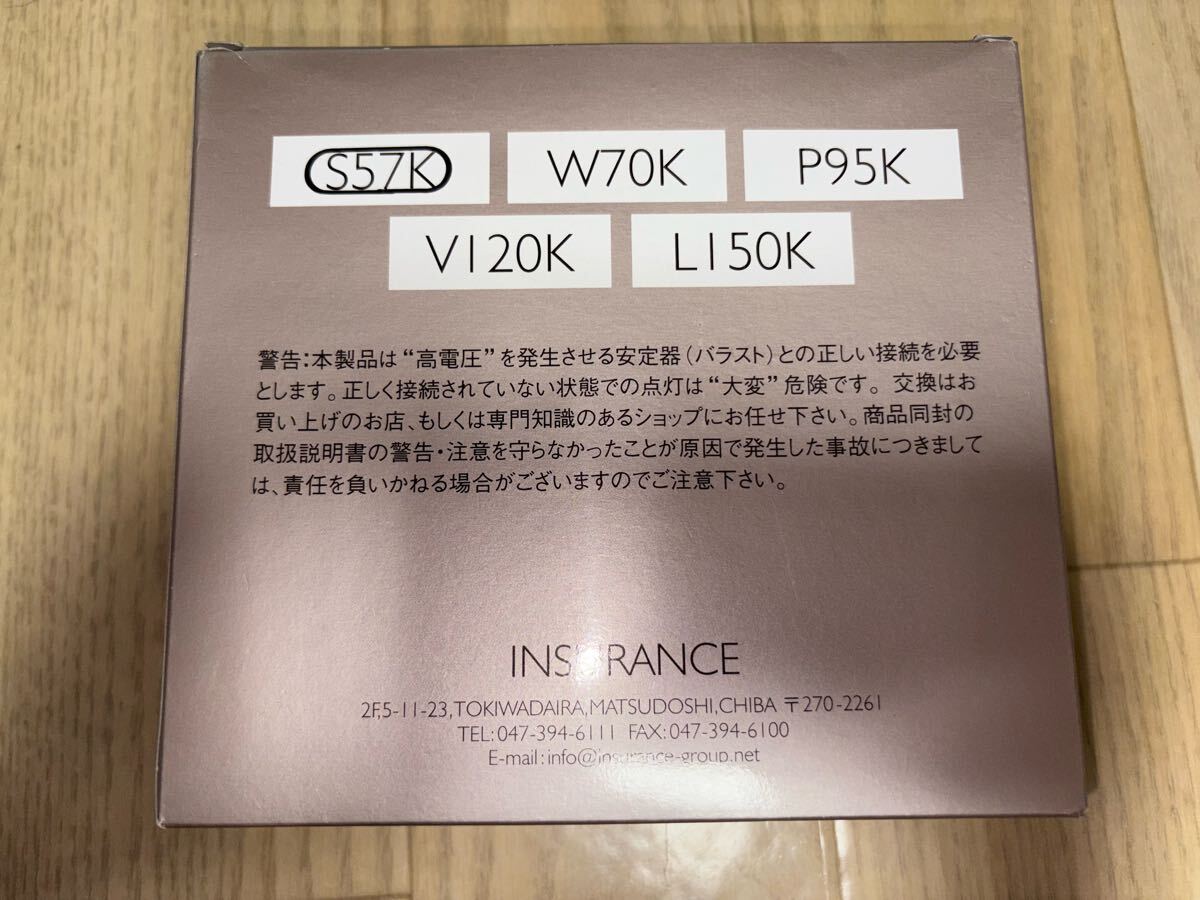 S57K W70K P95K
V120K L150K
警告:本製品は“高電圧”を発生させる安定器(バラスト)との正しい接続を必要
とします。正しく接続されていない状態での点灯は“大変”危険です。交換はお
買い上げのお店、もしくは専門知識のあるショップにお任せ下さい。商品同封の
取扱説明書の警告・注意を守らなかったことが原因で発生した事故につきまして
は、責任を負いかねる場合がございますのでご注意下さい。
INSURANCE
2F,5-11-23,TOKIWADAIRA,MATSUDOSHI,CHIBA 〒270-2261
TEL:047-394-6111 FAX:047-394-6100
E-mail:info@insurance-group.net